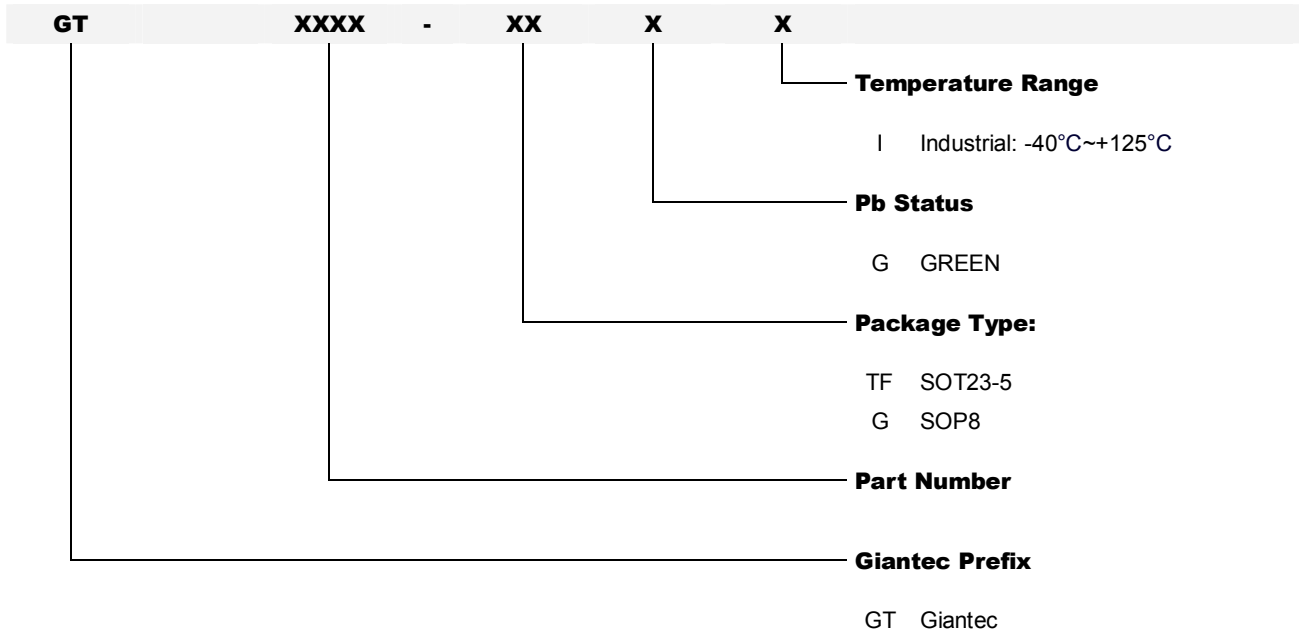 GT XXXX - XX X X
Temperature Range
I Industrial: -40°C~+125°C
Pb Status
G GREEN
Package Type:
TF SOT23-5
G SOP8
Part Number
Giantec Prefix
GT Giantec